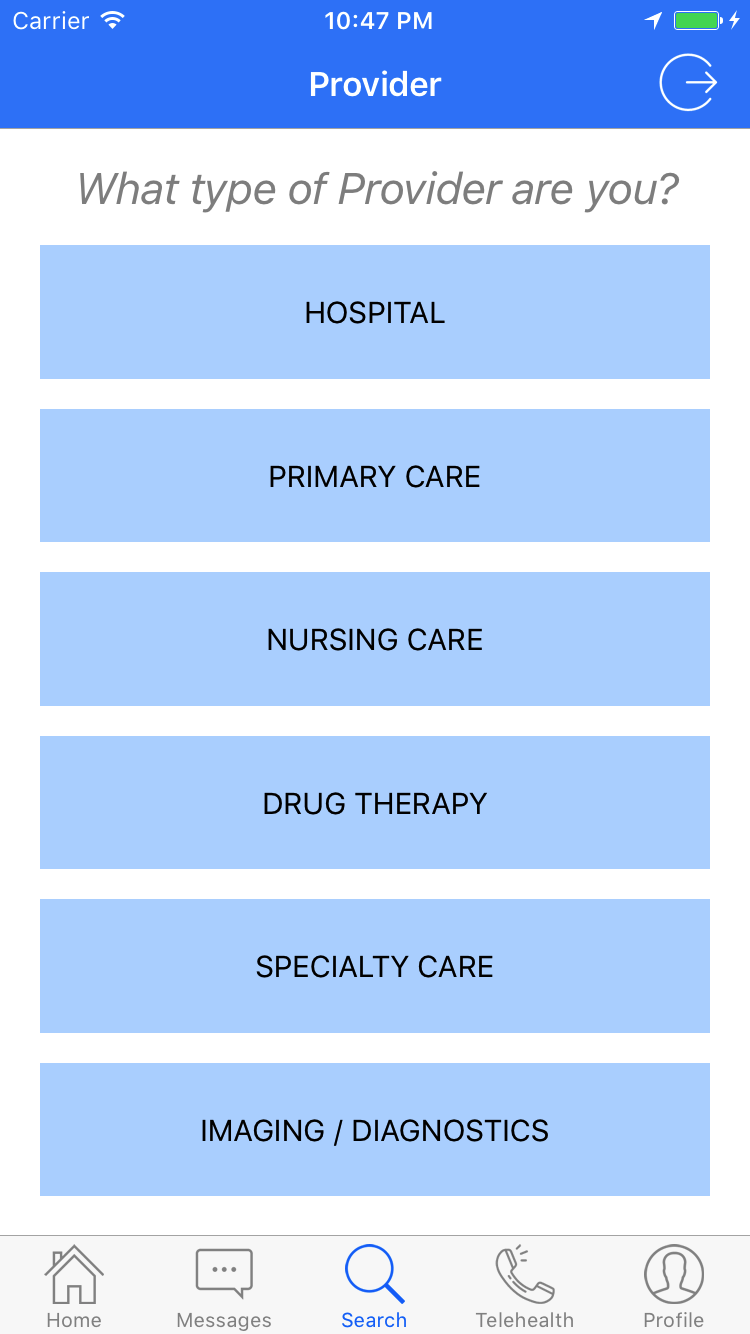 Carrier 10:47 PM
Provider
What type of Provider are you?
HOSPITAL
PRIMARY CARE
NURSING CARE
DRUG THERAPY
SPECIALTY CARE
IMAGING / DIAGNOSTICS
Home Messages Search Telehealth Profile